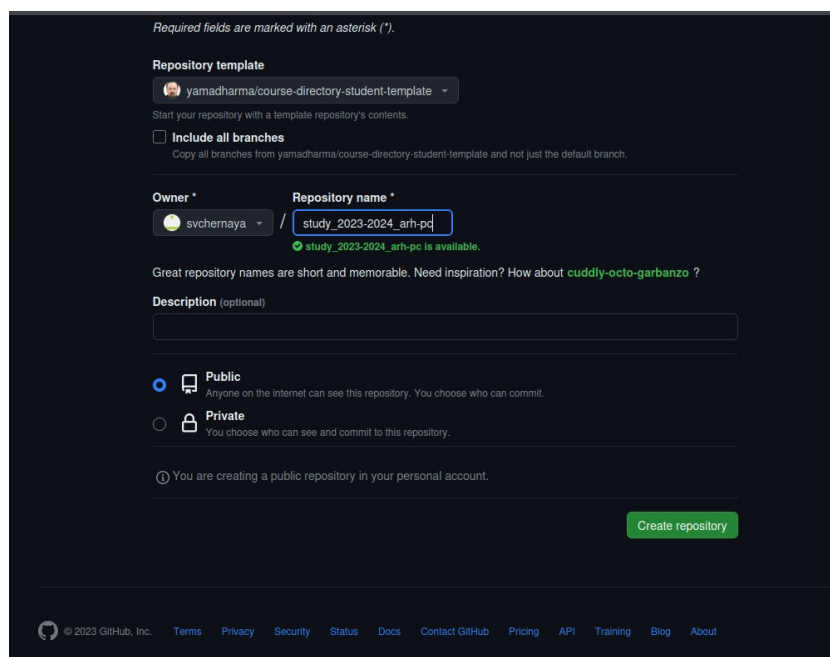 Required fields are marked with an asterisk (*).
Repository template
yamadharma/course-directory-student-template
Start your repository with a template repository's contents.
Include all branches
Copy all branches from yamadharma/course-directory-student-template and not just the default branch.
Owner * Repository name *
svchernaya / study_2023-2024_arh-pc
study_2023-2024_arh-pc is available.
Great repository names are short and memorable. Need inspiration? How about cuddly-octo-garbanzo ?
Description (optional)
Public
Anyone on the internet can see this repository. You choose who can commit.
Private
You choose who can see and commit to this repository.
You are creating a public repository in your personal account.
Create repository
© 2023 GitHub, Inc. Terms Privacy Security Status Docs Contact GitHub Pricing API Training Blog About